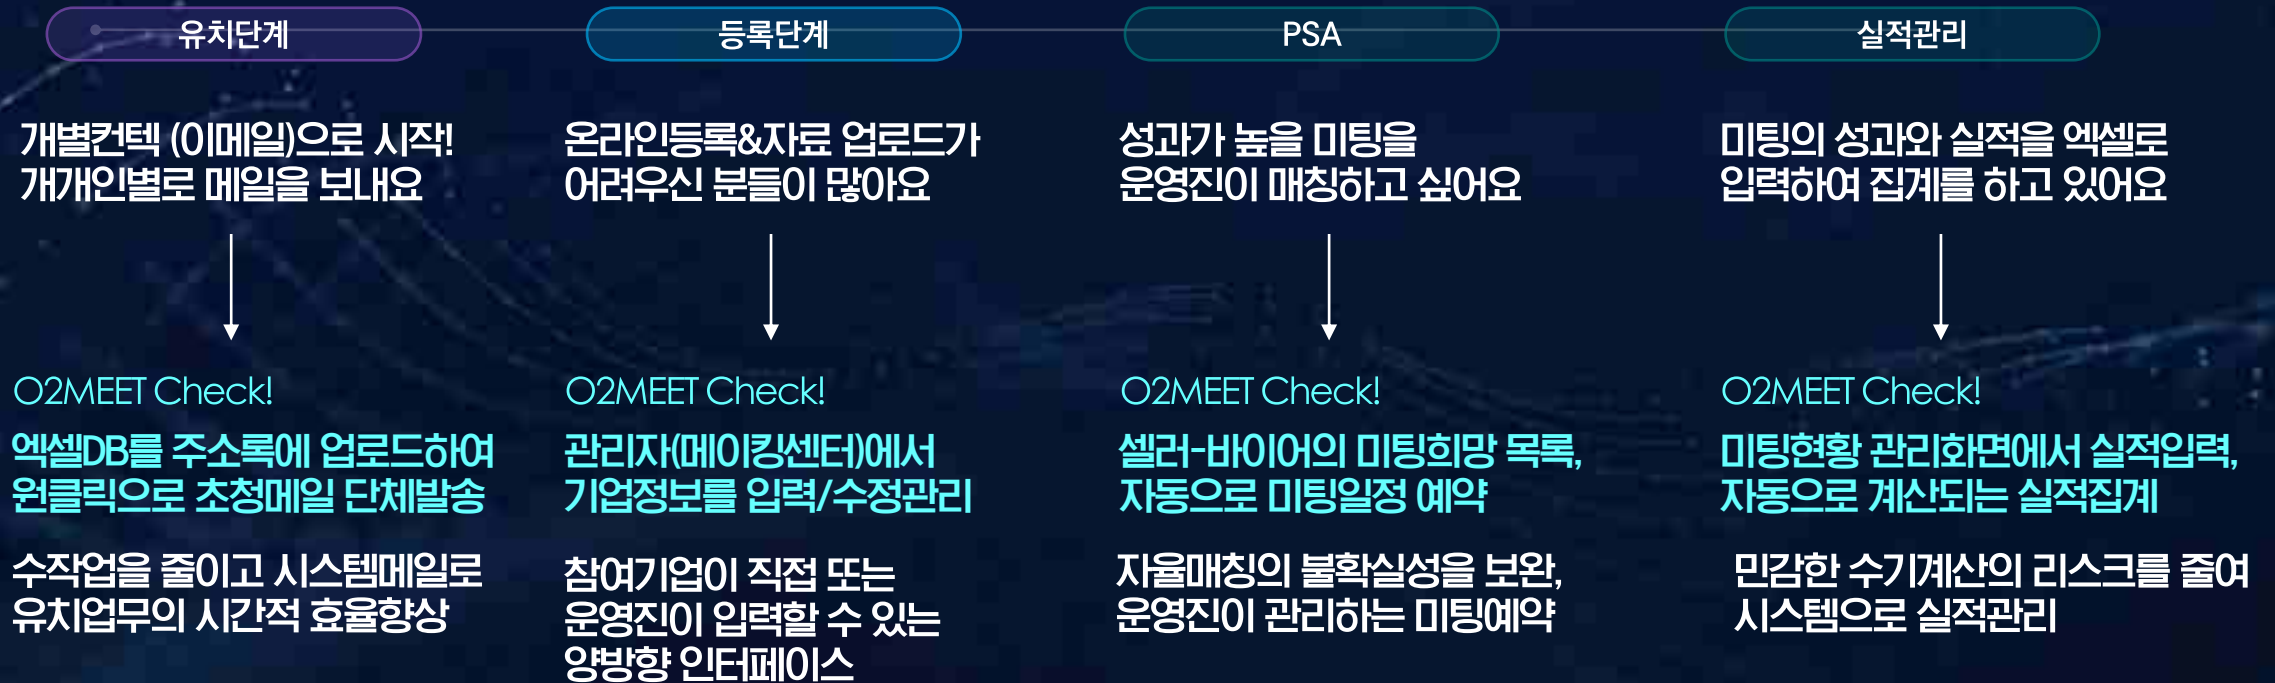 유치단계
개별컨텍 (이메일)으로 시작!
개개인별로 메일을 보내요
O2MEET Check!
엑셀DB를 주소록에 업로드하여
원클릭으로 초청메일 단체발송
수작업을 줄이고 시스템메일로
유치업무의 시간적 효율향상
등록단계
온라인등록&자료 업로드가
어려우신 분들이 많아요
O2MEET Check!
관리자(메이킹센터)에서
기업정보를 입력/수정관리
참여기업이 직접 또는
운영진이 입력할 수 있는
양방향 인터페이스
PSA
성과가 높을 미팅을
운영진이 매칭하고 싶어요
O2MEET Check!
셀러-바이어의 미팅희망 목록,
자동으로 미팅일정 예약
자율매칭의 불확실성을 보완,
운영진이 관리하는 미팅예약
실적관리
미팅의 성과와 실적을 엑셀로
입력하여 집계를 하고 있어요
O2MEET Check!
미팅현황 관리화면에서 실적입력,
자동으로 계산되는 실적집계
민감한 수기계산의 리스크를 줄여
시스템으로 실적관리